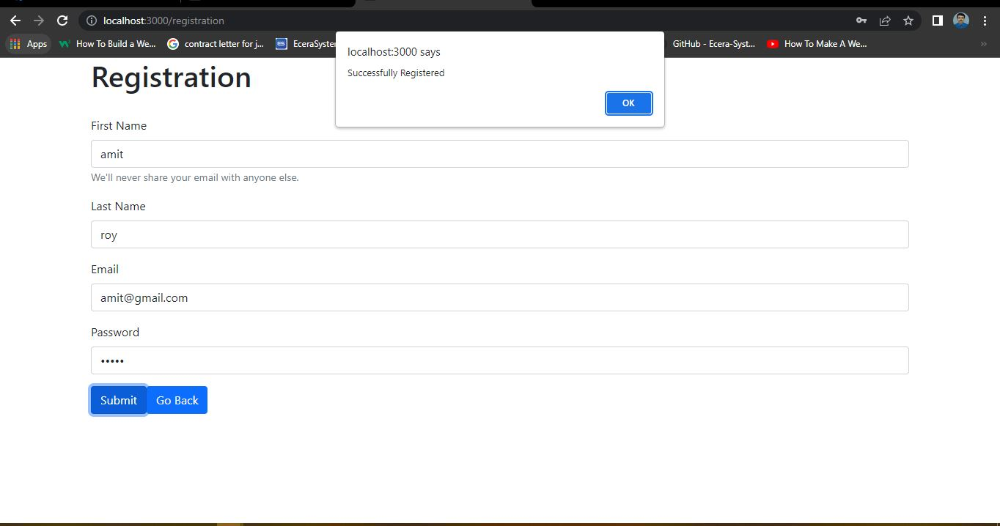 localhost:3000/registration
Apps How To Build a We... contract letter for j... ES EceraSyster GitHub - Ecera-Syst... How To Make A We... »
localhost:3000 says
Successfully Registered
OK
Registration
First Name
amit
We'll never share your email with anyone else.
Last Name
roy
Email
amit@gmail.com
Password
•••••
Submit Go Back